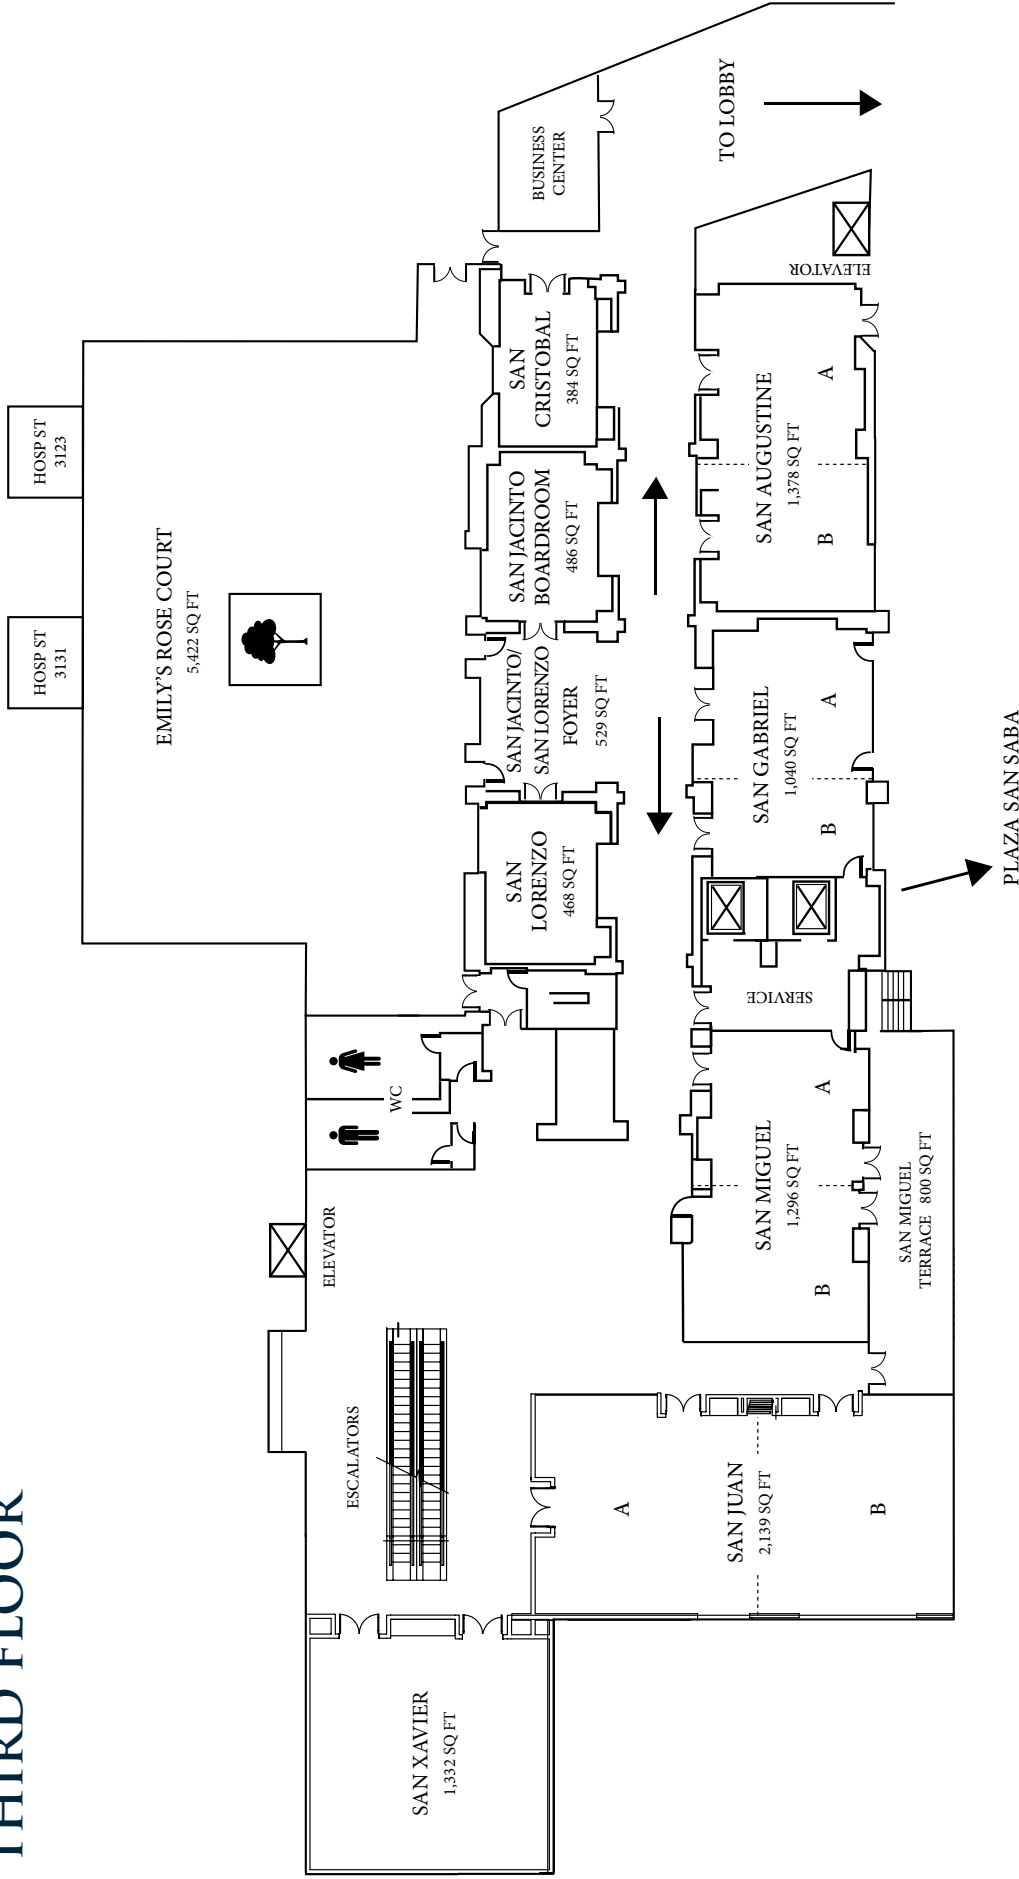 THIRD FLOOR
HOSP ST
3131
HOSP ST
3123
EMILY'S ROSE COURT
5,422 SQ FT
ELEVATOR
WC
ESCALATORS
SAN XAVIER
1,332 SQ FT
SAN
LORENZO
468 SQ FT
SAN JACINTO/
SAN LORENZO
FOYER
529 SQ FT
SAN JACINTO
BOARDROOM
486 SQ FT
SAN
CRISTOBAL
384 SQ FT
BUSINESS
CENTER
TO LOBBY
A
SAN JUAN
2,139 SQ FT
B
SAN MIGUEL
1,296 SQ FT
B
A
SAN MIGUEL
TERRACE 800 SQ FT
SERVICE
SAN GABRIEL
1,040 SQ FT
B
A
SAN AUGUSTINE
1,378 SQ FT
B
A
ELEVATOR
PLAZA SAN SABA